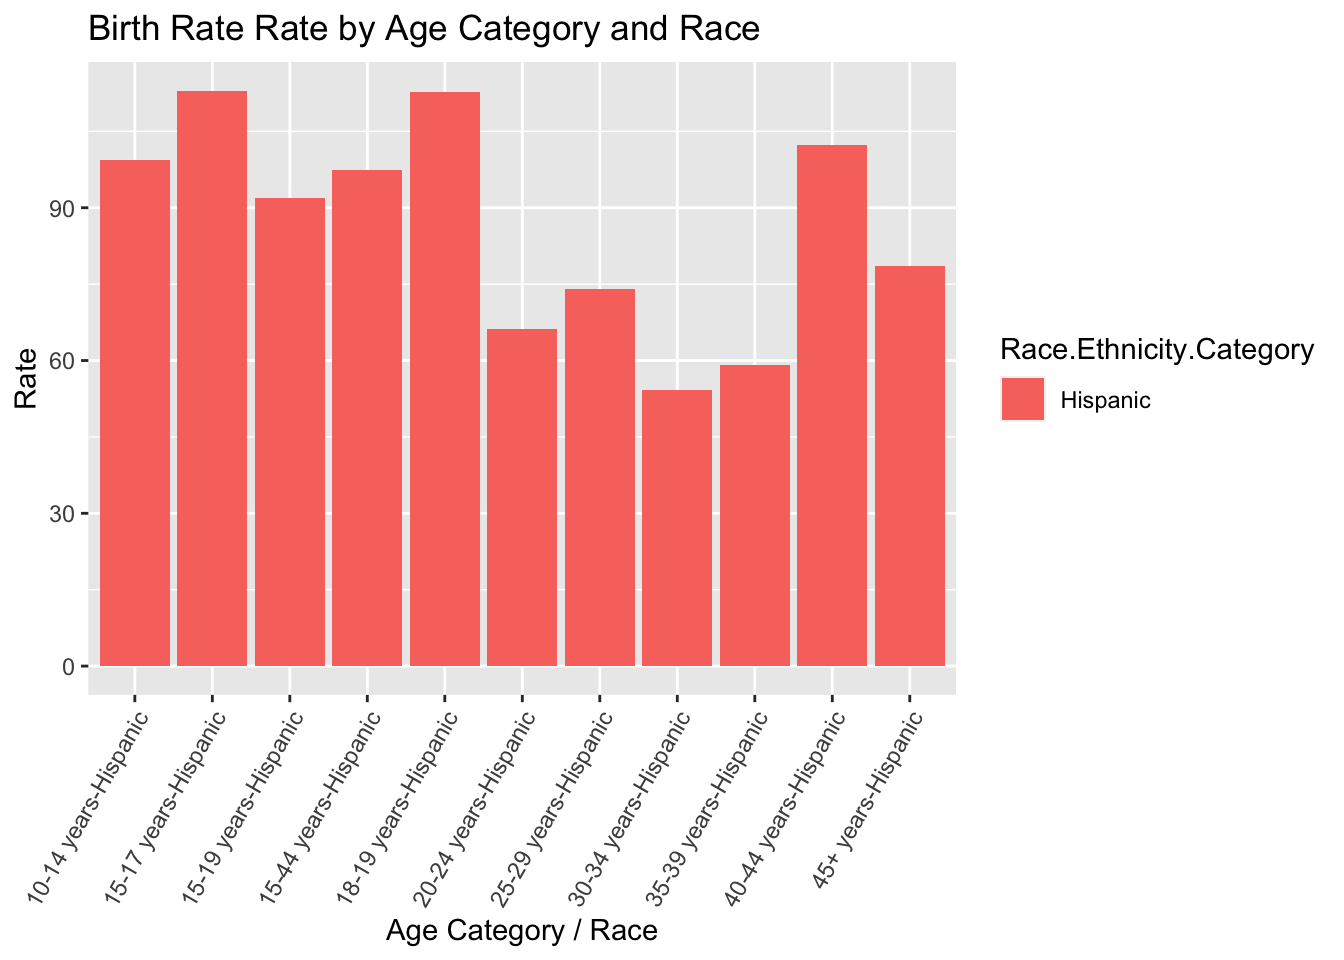 Birth Rate Rate by Age Category and Race
Rate
90
60
30
0
10-14 years-Hispanic
15-17 years-Hispanic
15-19 years-Hispanic
15-44 years-Hispanic
18-19 years-Hispanic
20-24 years-Hispanic
25-29 years-Hispanic
30-34 years-Hispanic
35-39 years-Hispanic
40-44 years-Hispanic
45+ years-Hispanic
Age Category / Race
Race.Ethnicity.Category
Hispanic